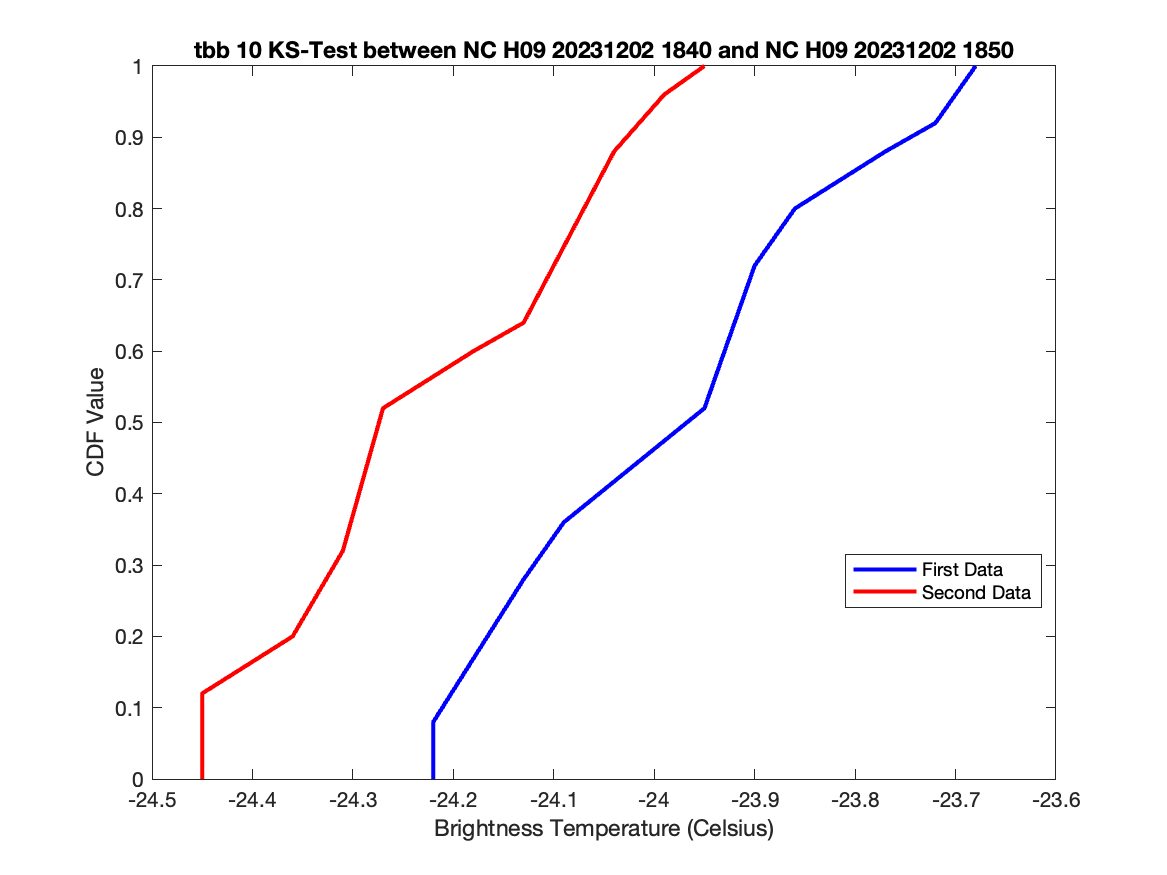 tbb 10 KS-Test between NC H09 20231202 1840 and NC H09 20231202 1850
1
0.9
0.8
0.7
0.6
0.5
0.4
0.3
0.2
0.1
0
CDF Value
First Data
Second Data
-24.5 -24.4 -24.3 -24.2 -24.1 -24 -23.9 -23.8 -23.7 -23.6
Brightness Temperature (Celsius)